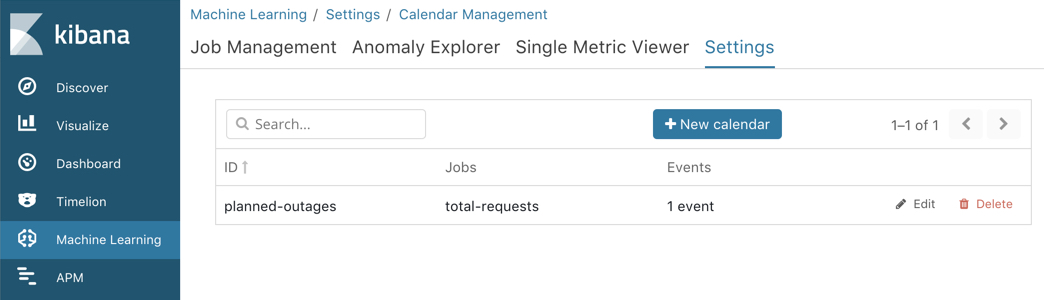 kibana
Discover
Visualize
Dashboard
Timelion
Machine Learning
APM
Machine Learning / Settings / Calendar Management
Job Management Anomaly Explorer Single Metric Viewer Settings
Search... New calendar 1–1 of 1
ID Jobs Events
planned-outages total-requests 1 event Edit Delete